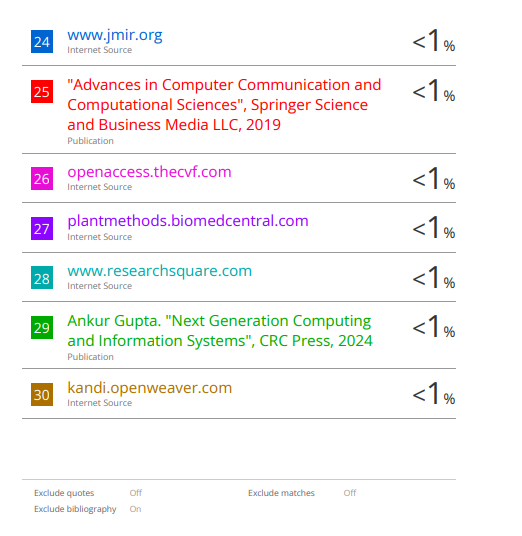 24 www.jmir.org <1%
Internet Source
25 "Advances in Computer Communication and <1%
Computational Sciences", Springer Science
and Business Media LLC, 2019
Publication
26 openaccess.thecvf.com <1%
Internet Source
27 plantmethods.biomedcentral.com <1%
Internet Source
28 www.researchsquare.com <1%
Internet Source
29 Ankur Gupta. "Next Generation Computing <1%
and Information Systems", CRC Press, 2024
Publication
30 kandi.openweaver.com <1%
Internet Source
Exclude quotes Off Exclude matches Off
Exclude bibliography On